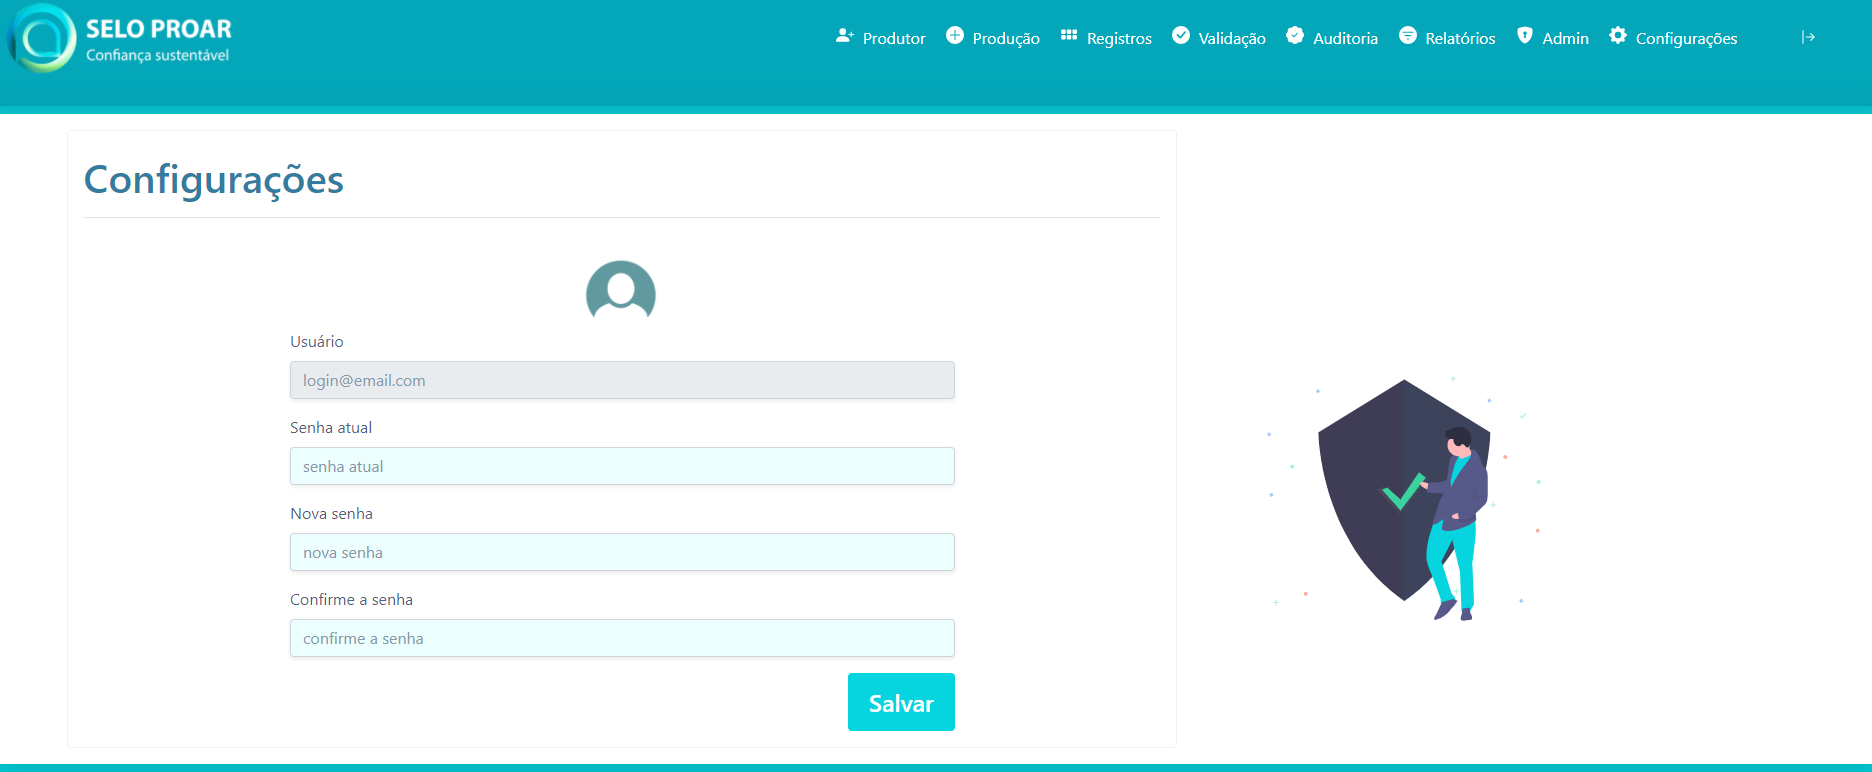 SELO PROAR
Confiança sustentável
Produtor Produção Registros Validação Auditoria Relatórios Admin Configurações
Configurações
Usuário
login@email.com
Senha atual
senha atual
Nova senha
nova senha
Confirme a senha
confirme a senha
Salvar